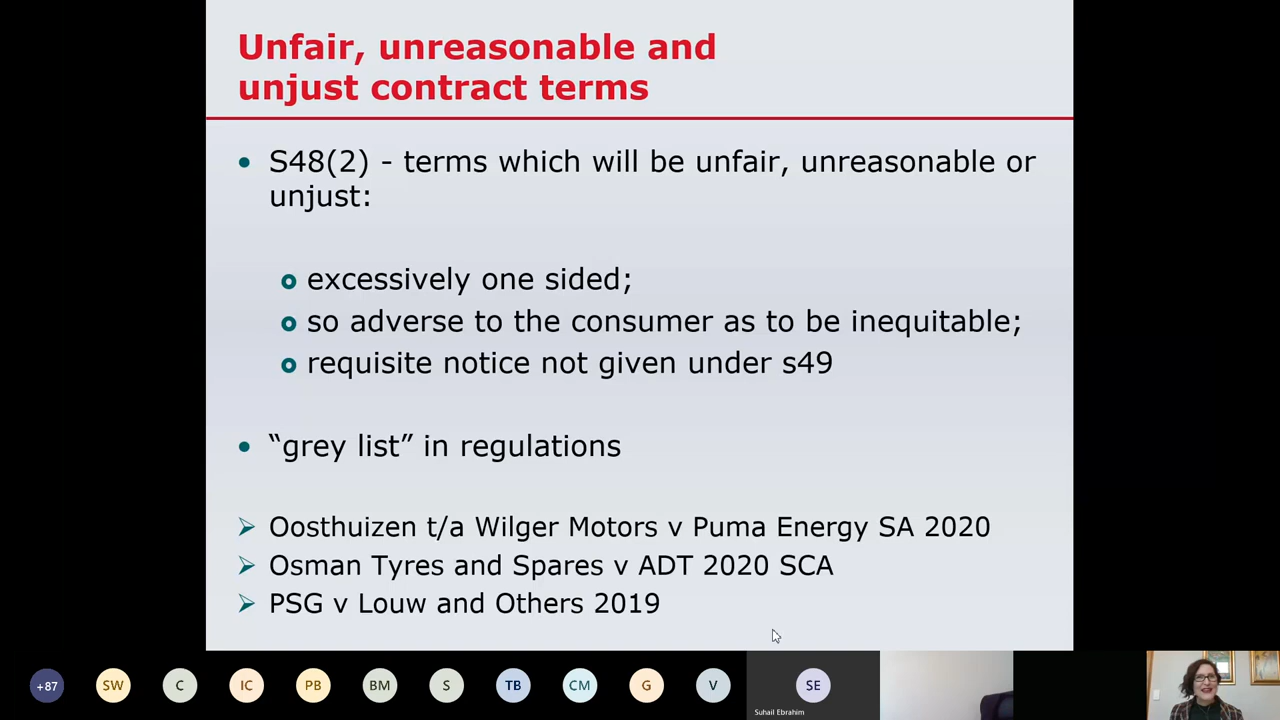 Unfair, unreasonable and
unjust contract terms
• S48(2) - terms which will be unfair, unreasonable or
unjust:
excessively one sided;
so adverse to the consumer as to be inequitable;
requisite notice not given under s49
• “grey list” in regulations
Oosthuizen t/a Wilger Motors v Puma Energy SA 2020
Osman Tyres and Spares v ADT 2020 SCA
PSG v Louw and Others 2019
+87 SW C IC PB BM S TB CM G V SE
Suhail Ebrahim